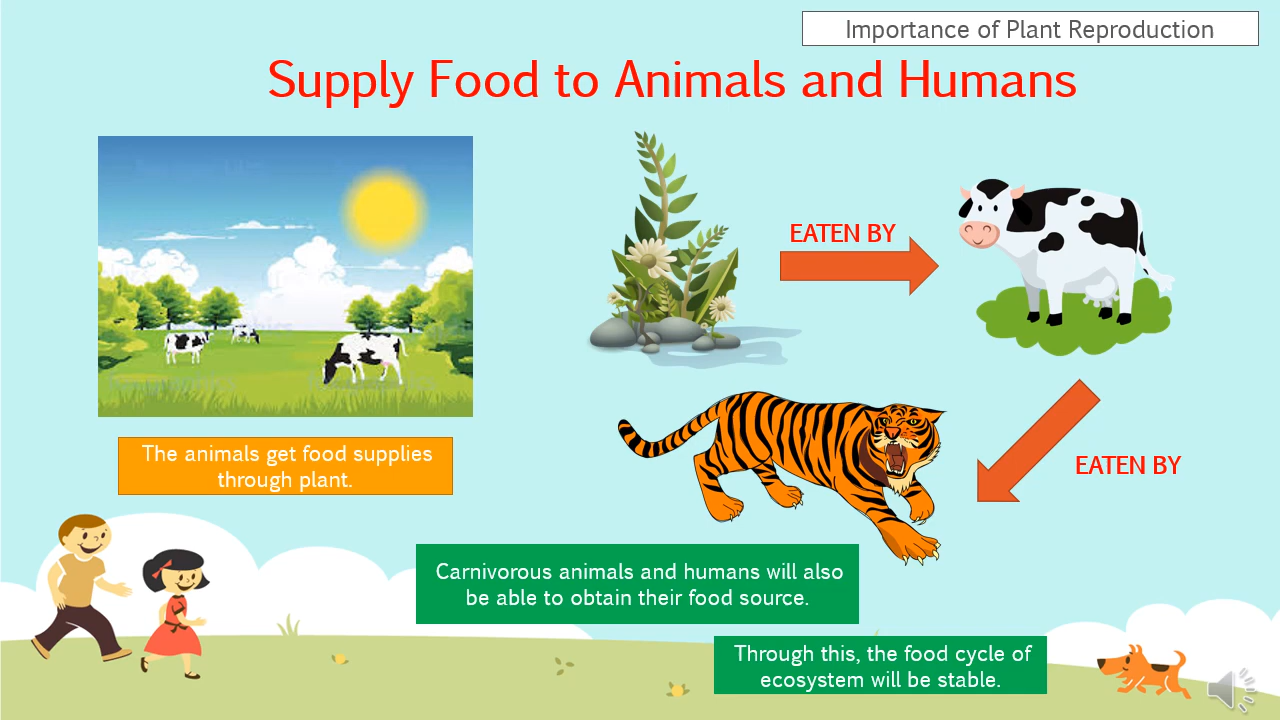 Importance of Plant Reproduction
Supply Food to Animals and Humans
EATEN BY
EATEN BY
The animals get food supplies
through plant.
Carnivorous animals and humans will also
be able to obtain their food source.
Through this, the food cycle of
ecosystem will be stable.